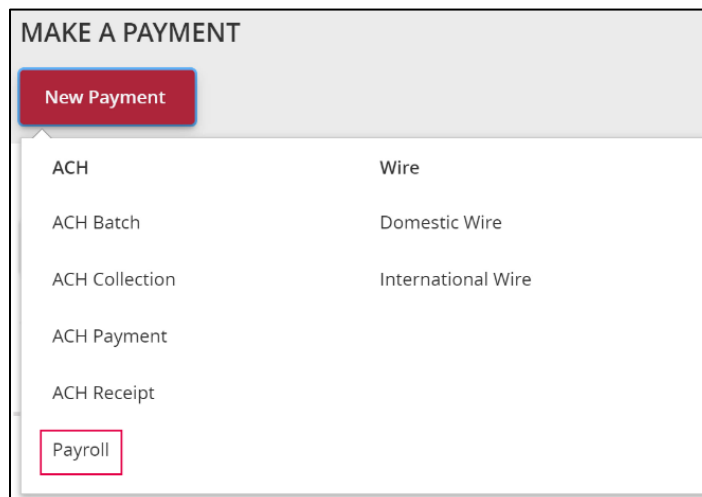 MAKE A PAYMENT
New Payment
ACH
ACH Batch
ACH Collection
ACH Payment
ACH Receipt
Payroll
Wire
Domestic Wire
International Wire